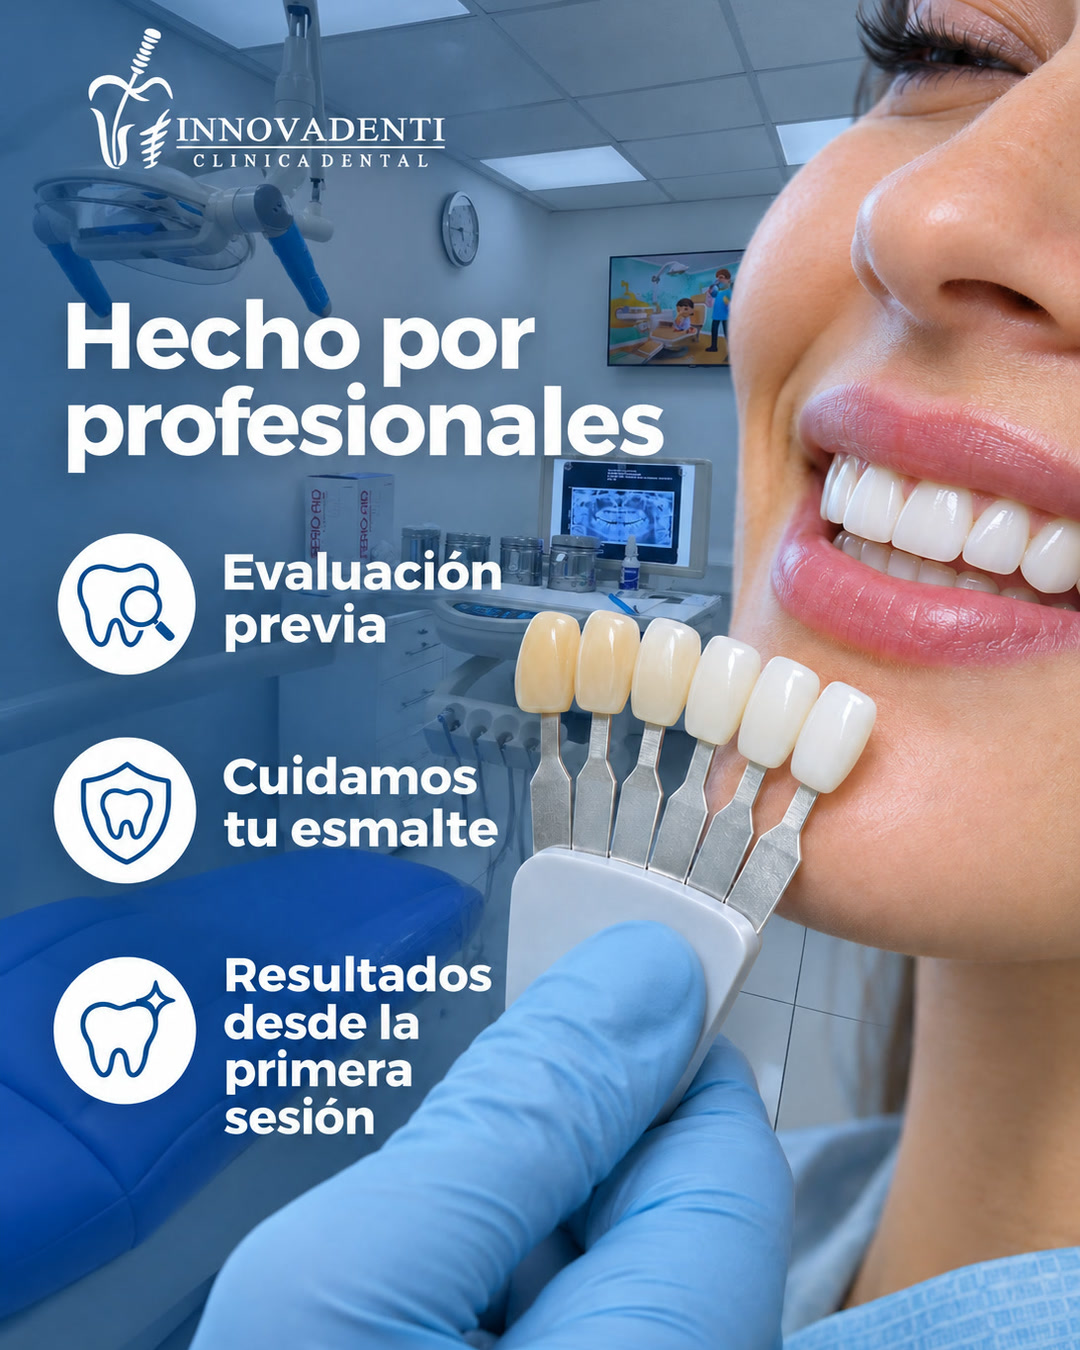 INNOVADENTI
CLINICA DENTAL
Hecho por
profesionales
Evaluación
previa
Cuidamos
tu esmalte
Resultados
desde la
primera
sesión